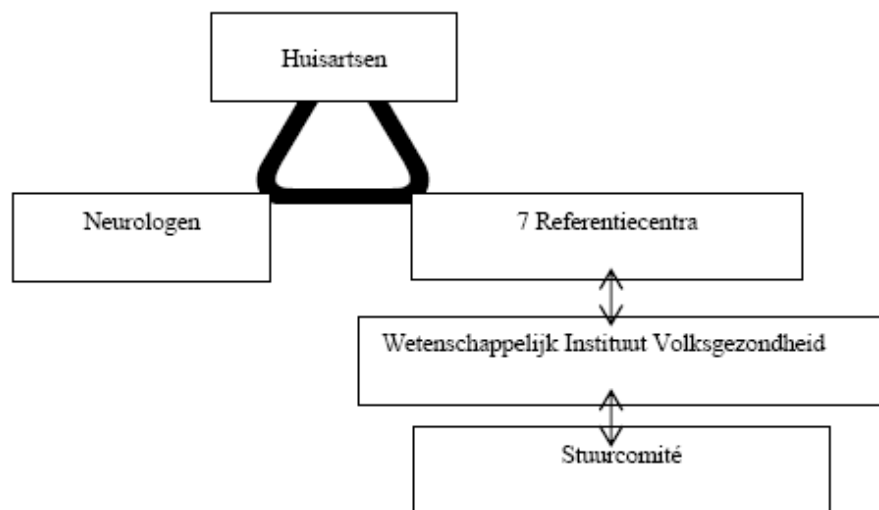 Huisartsen
Neurologen
7 Referentiecentra
Wetenschappelijk Instituut Volksgezondheid
Stuurcomité